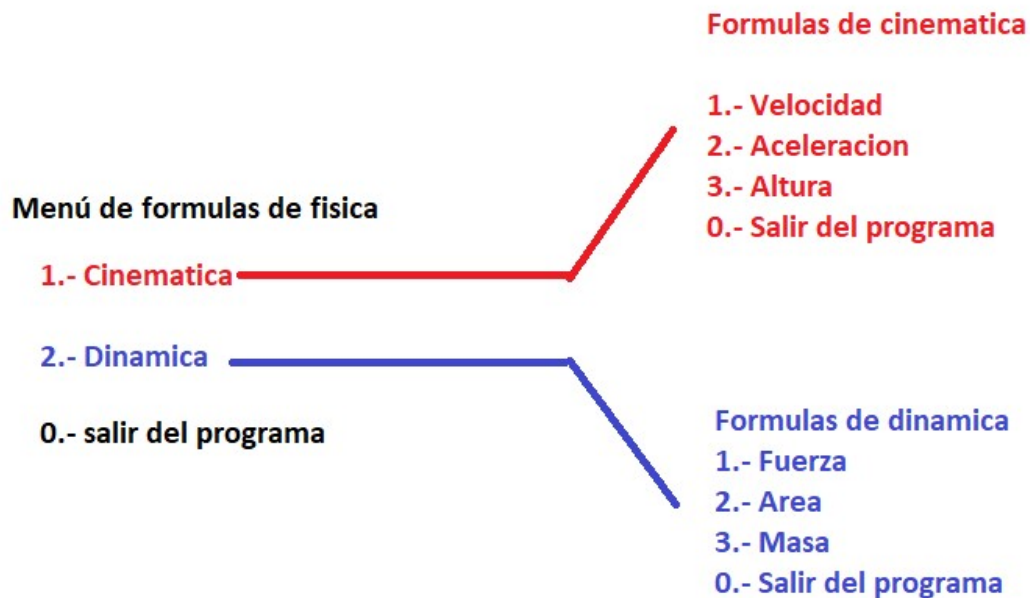 Menú de formulas de fisica
1.- Cinematica
2.- Dinamica
0.- salir del programa
Formulas de cinematica
1.- Velocidad
2.- Aceleracion
3.- Altura
0.- Salir del programa
Formulas de dinamica
1.- Fuerza
2.- Area
3.- Masa
0.- Salir del programa